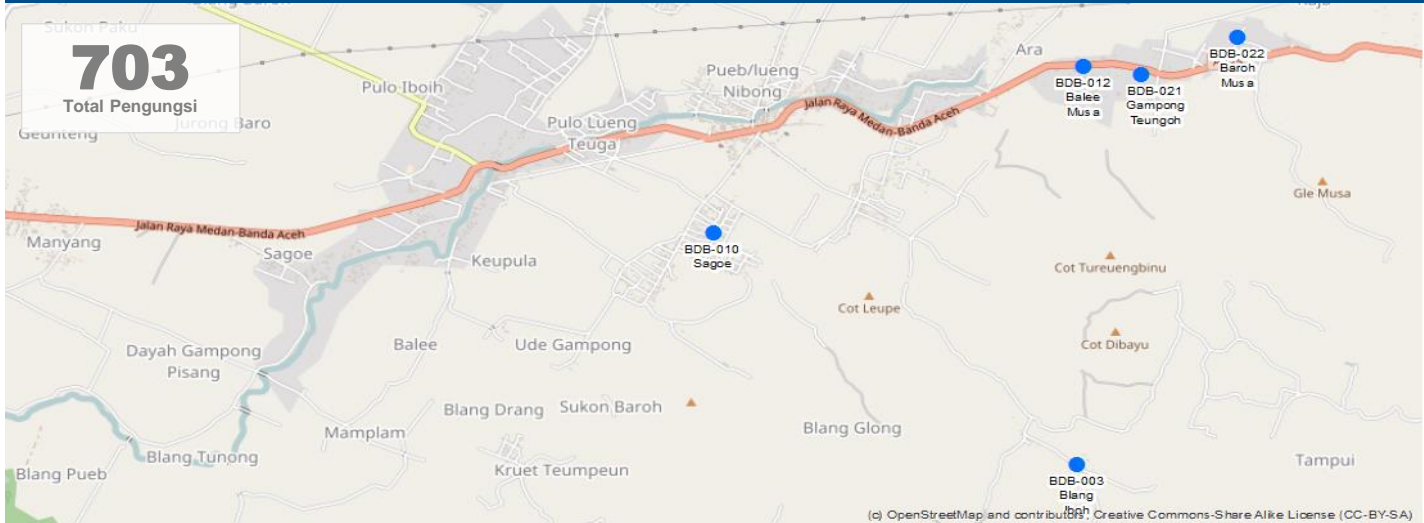 Blang Baroh
Raja
Sukon Paku
703
Total Pengungsi
Ara
BDB-022
Baroh
Musa
Pueb/lueng
Nibong
BDB-012
Balee
Musa
BDB-021
Gampong
Teungoh
Pulo Iboih
Jalan Raya Medan-Banda Aceh
Geunteng
Jurong Baro
Pulo Lueng
Teuga
Gle Musa
Jalan Raya Medan-Banda Aceh
Manyang
Sagoe
Keupula
BDB-010
Sagoe
Cot Tureuengbinu
Cot Leupe
Dayah Gampong
Pisang
Balee
Ude Gampong
Cot Dibayu
Blang Drang
Sukon Baroh
Mamplam
Blang Glong
Blang Tunong
Blang Pueb
Kruet Teumpeun
Tampui
BDB-003
Blang
Iboh
(c) OpenStreetMap and contributors, Creative Commons-Share Alike License (CC-BY-SA)